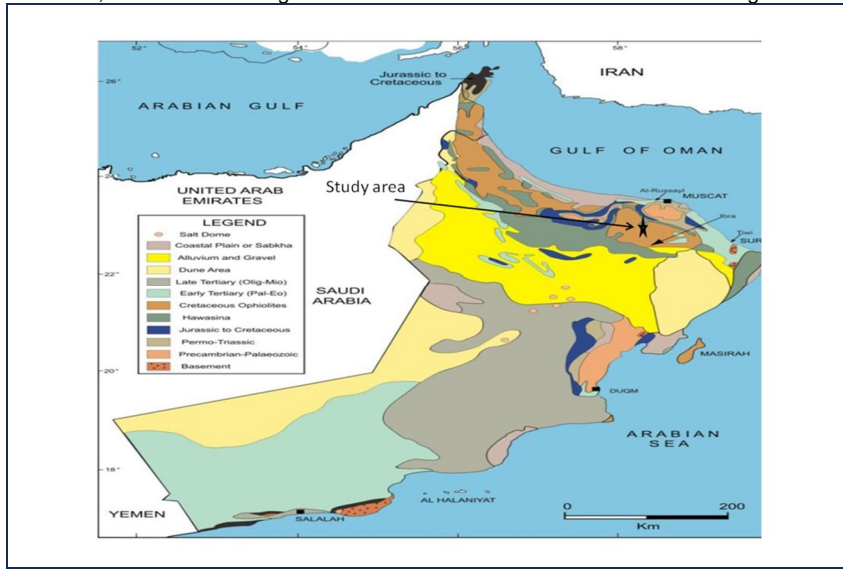 52°
54°
56°
58°
26°
Jurassic to
Cretaceous
IRAN
ARABIAN GULF
GULF OF OMAN
Study area
Al-Russayl
MUSCAT
UNITED ARAB
EMIRATES
Ibra
Tiwi
SUR
LEGEND
Salt Dome
Coastal Plain or Sabkha
Alluvium and Gravel
Dune Area
Late Tertiary (Olig-Mio)
Early Tertiary (Pal-Eo)
Cretaceous Ophiolites
Hawasina
Jurassic to Cretaceous
Permo-Triassic
Precambrian-Palaeozoic
Basement
22°
SAUDI
ARABIA
MASIRAH
20°
DUQM
ARABIAN
SEA
18°
AL HALANIYAT
YEMEN
SALALAH
0 200
Km